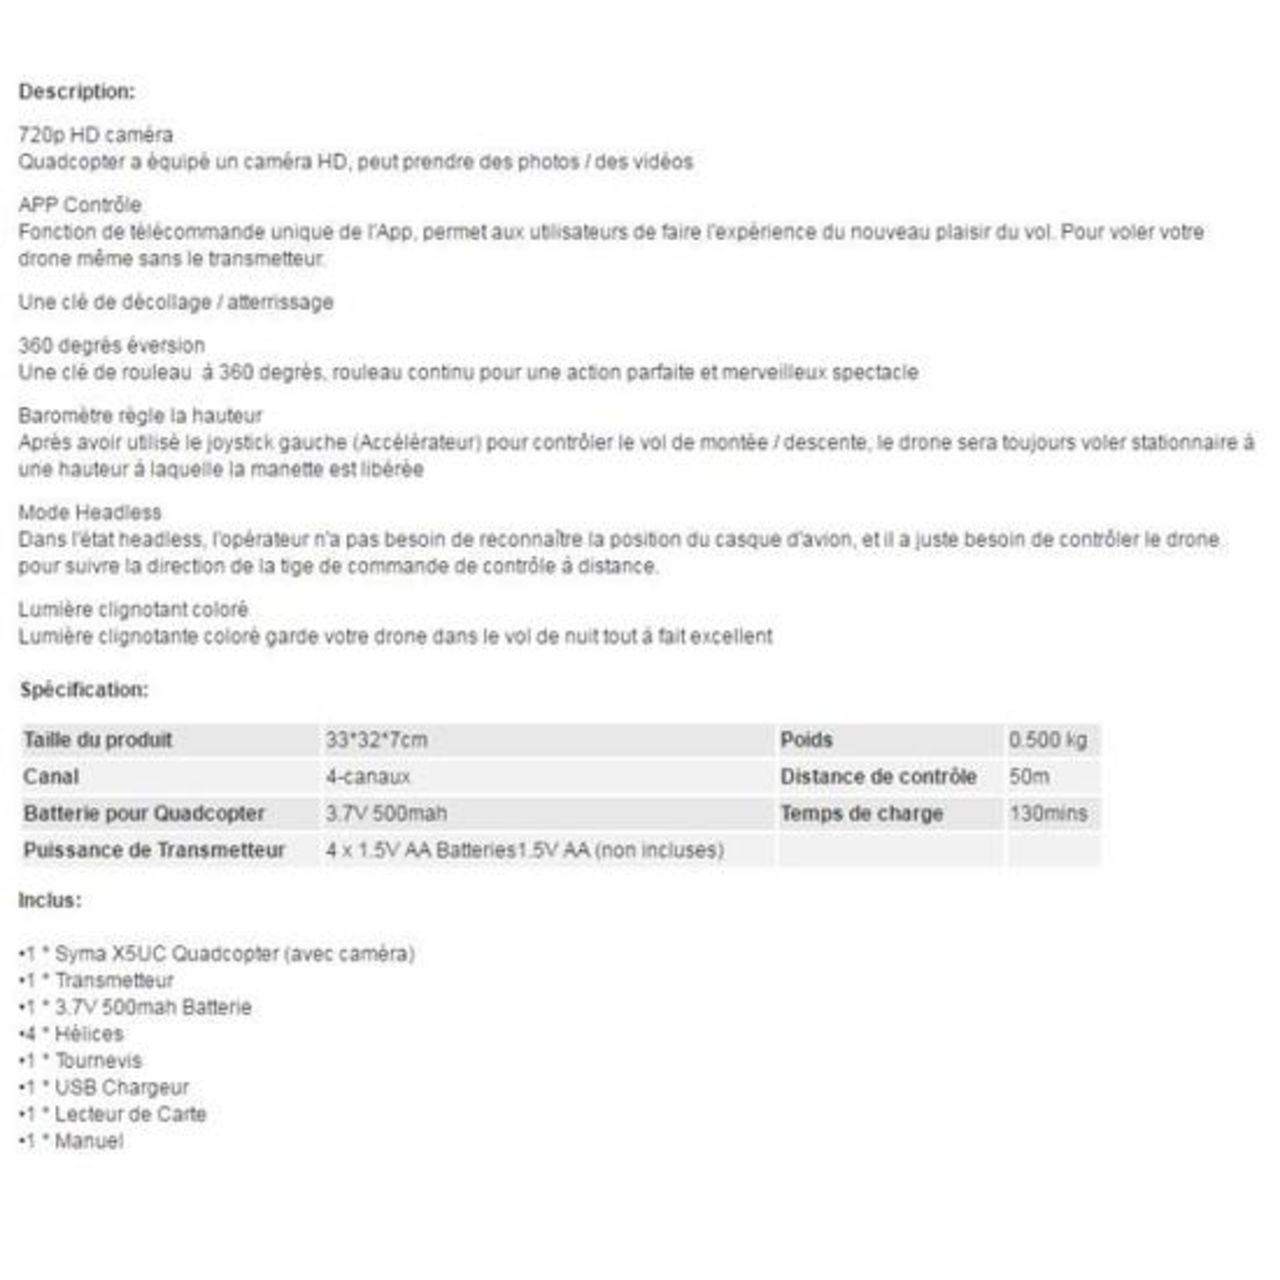 Description:
720p HD caméra
Quadcopter a équipé un caméra HD, peut prendre des photos / des vidéos
APP Contrôle
Fonction de télécommande unique de l'App, permet aux utilisateurs de faire l'expérience du nouveau plaisir du vol. Pour voler votre
drone même sans le transmetteur.
Une clé de décollage / atterrissage
360 degrés éversion
Une clé de rouleau à 360 degrés, rouleau continu pour une action parfaite et merveilleux spectacle
Baromètre règle la hauteur
Après avoir utilisé le joystick gauche (Accélérateur) pour contrôler le vol de montée / descente, le drone sera toujours voler stationnaire à
une hauteur à laquelle la manette est libérée
Mode Headless
Dans l'état headless, l'opérateur n'a pas besoin de reconnaître la position du casque d'avion, et il a juste besoin de contrôler le drone
pour suivre la direction de la tige de commande de contrôle à distance.
Lumière clignotant coloré
Lumière clignotante coloré garde votre drone dans le vol de nuit tout à fait excellent
Spécification:
Taille du produit 33*32*7cm Poids 0.500 kg
Canal 4-canaux Distance de contrôle 50m
Batterie pour Quadcopter 3.7V 500mah Temps de charge 130mins
Puissance de Transmetteur 4 x 1.5V AA Batteries1.5V AA (non incluses)
Inclus:
•1 * Syma X5UC Quadcopter (avec caméra)
•1 * Transmetteur
•1 * 3.7V 500mah Batterie
•4 * Hélices
•1 * Tournevis
•1 * USB Chargeur
•1 * Lecteur de Carte
•1 * Manuel